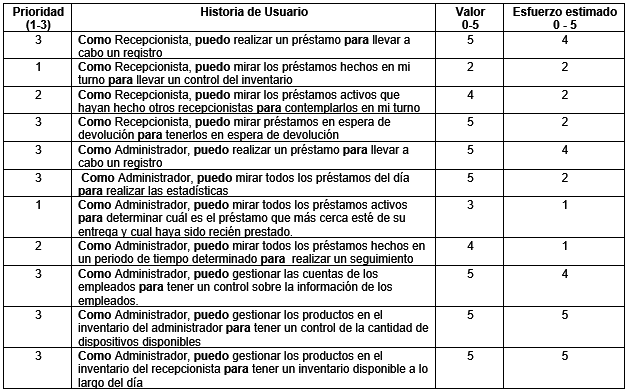 Prioridad Historia de Usuario Valor Esfuerzo estimado
(1-3) 0-5 0 - 5
3 Como Recepcionista, puedo realizar un préstamo para llevar a 5 4
cabo un registro
1 Como Recepcionista, puedo mirar los préstamos hechos en mi 2 2
turno para llevar un control del inventario
2 Como Recepcionista, puedo mirar los préstamos activos que 4 2
hayan hecho otros recepcionistas para contemplarlos en mi turno
3 Como Recepcionista, puedo mirar préstamos en espera de 5 2
devolución para tenerlos en espera de devolución
3 Como Administrador, puedo realizar un préstamo para llevar a 5 4
cabo un registro
3 Como Administrador, puedo mirar todos los préstamos del día 5 2
para realizar las estadísticas
1 Como Administrador, puedo mirar todos los préstamos activos 3 1
para determinar cuál es el préstamo que más cerca esté de su
entrega y cual haya sido recién prestado.
2 Como Administrador, puedo mirar todos los préstamos hechos en 4 1
un periodo de tiempo determinado para realizar un seguimiento
3 Como Administrador, puedo gestionar las cuentas de los 5 4
empleados para tener un control sobre la información de los
empleados.
3 Como Administrador, puedo gestionar los productos en el 5 5
inventario del administrador para tener un control de la cantidad de
dispositivos disponibles
3 Como Administrador, puedo gestionar los productos en el 5 5
inventario del recepcionista para tener un inventario disponible a lo
largo del día